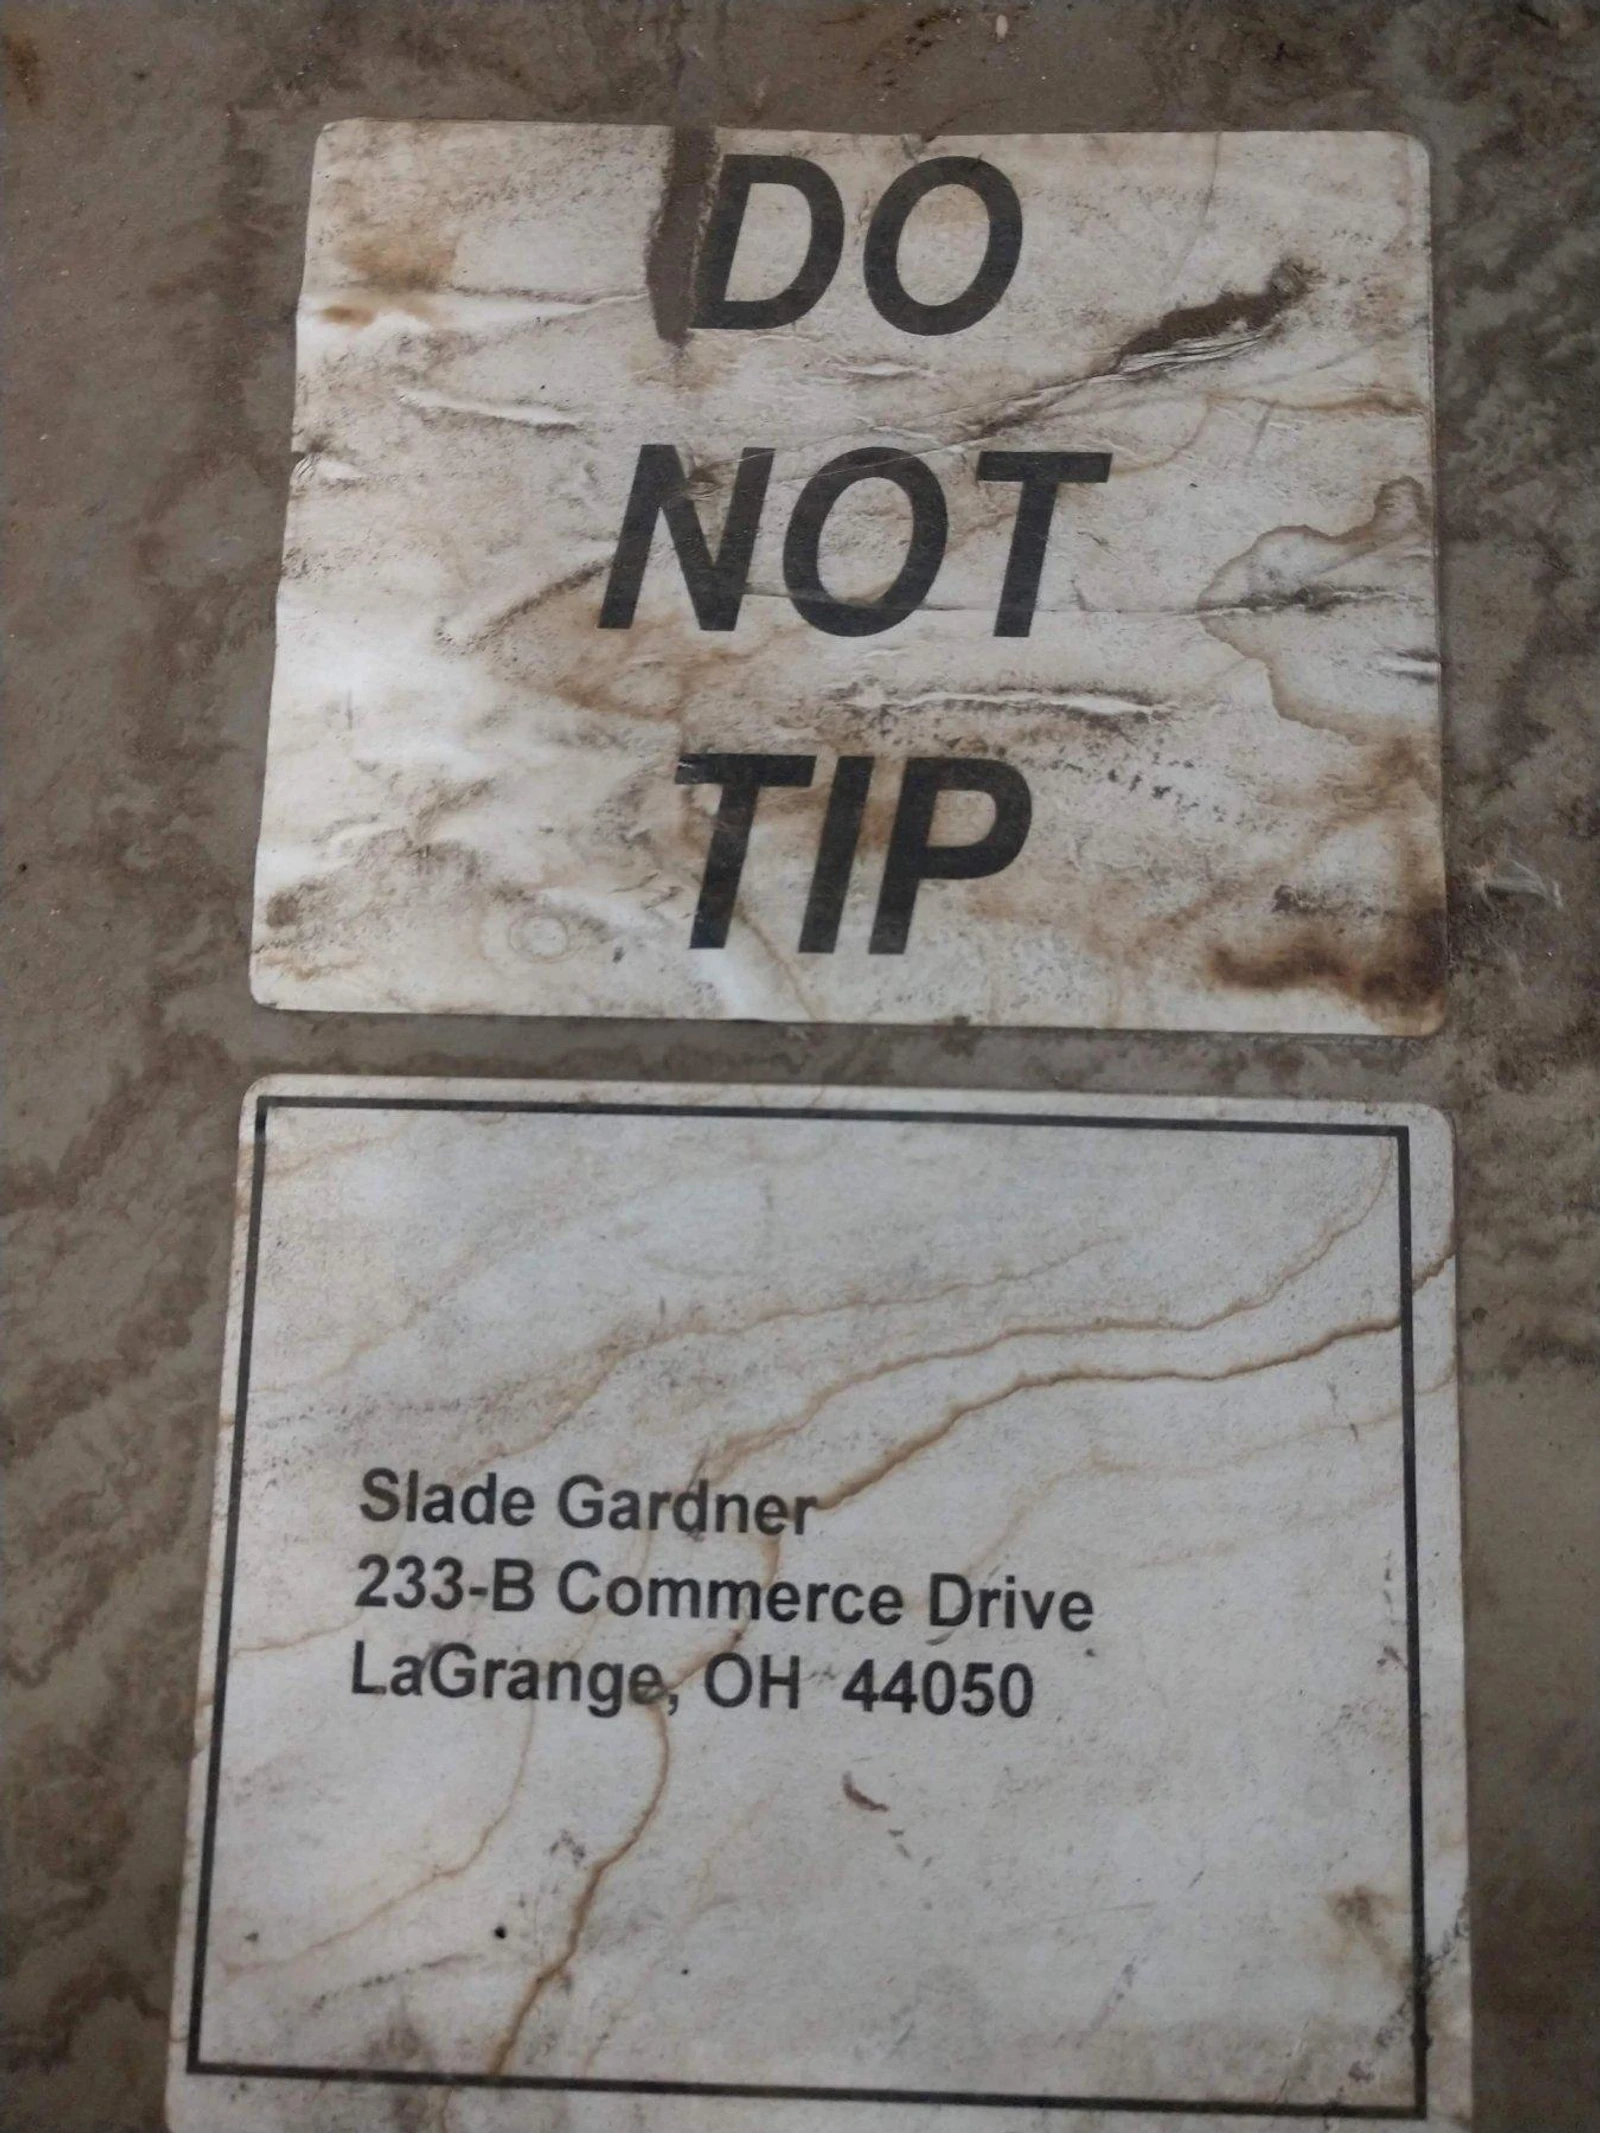 DO
NOT
TIP
Slade Gardner
233-B Commerce Drive
LaGrange, OH 44050